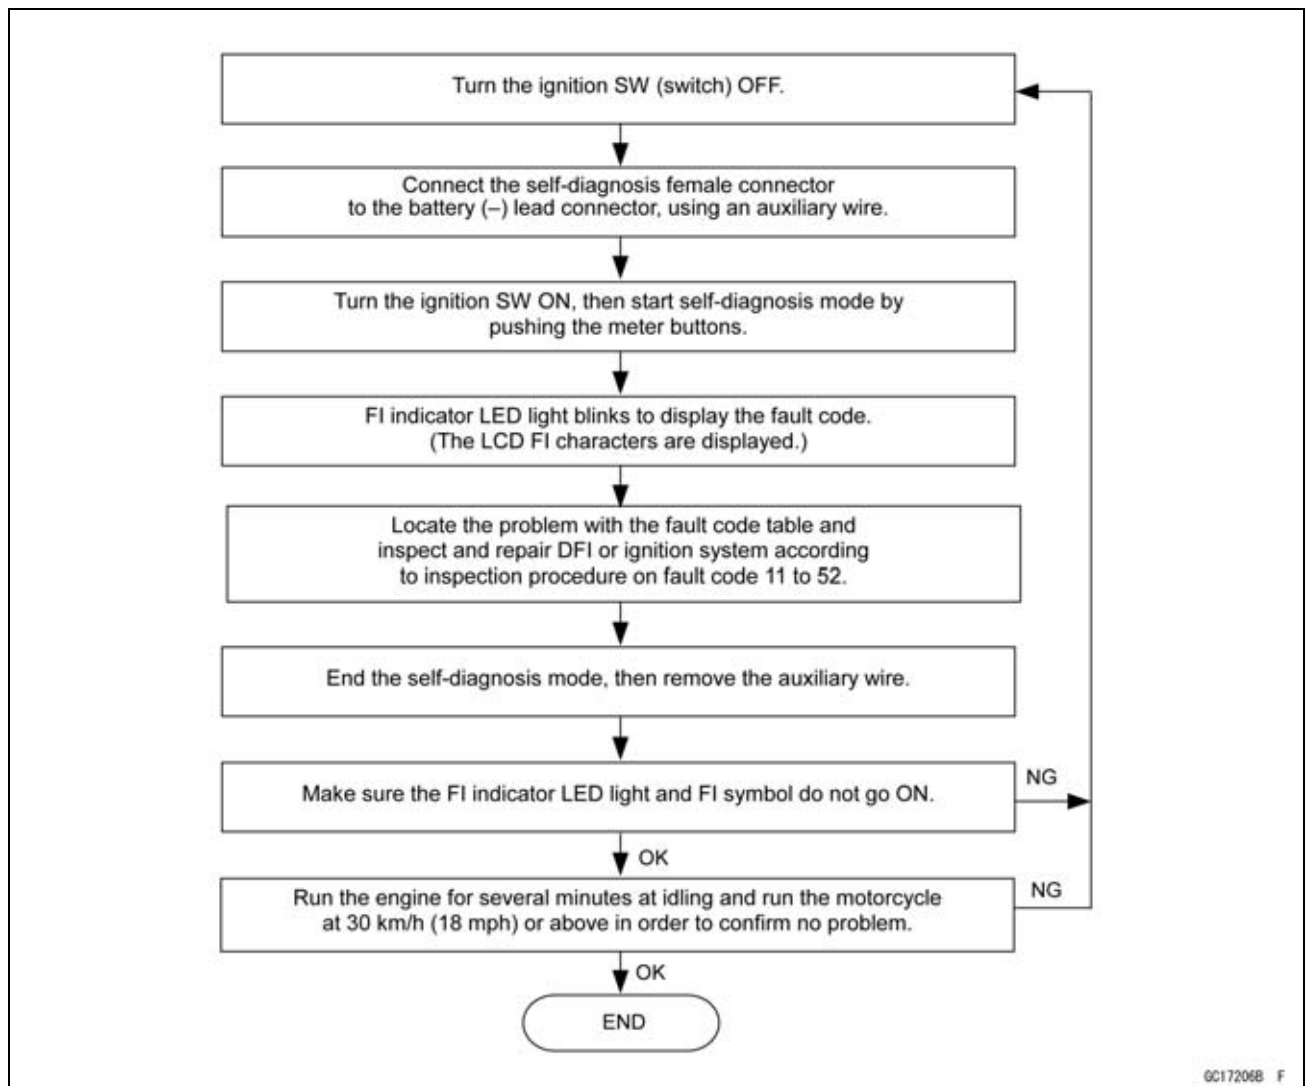 Turn the ignition SW (switch) OFF.
Connect the self-diagnosis female connector
to the battery (–) lead connector, using an auxiliary wire.
Turn the ignition SW ON, then start self-diagnosis mode by
pushing the meter buttons.
FI indicator LED light blinks to display the fault code.
(The LCD FI characters are displayed.)
Locate the problem with the fault code table and
inspect and repair DFI or ignition system according
to inspection procedure on fault code 11 to 52.
End the self-diagnosis mode, then remove the auxiliary wire.
Make sure the FI indicator LED light and FI symbol do not go ON.
NG
OK
Run the engine for several minutes at idling and run the motorcycle
at 30 km/h (18 mph) or above in order to confirm no problem.
NG
OK
END
GC17206B F